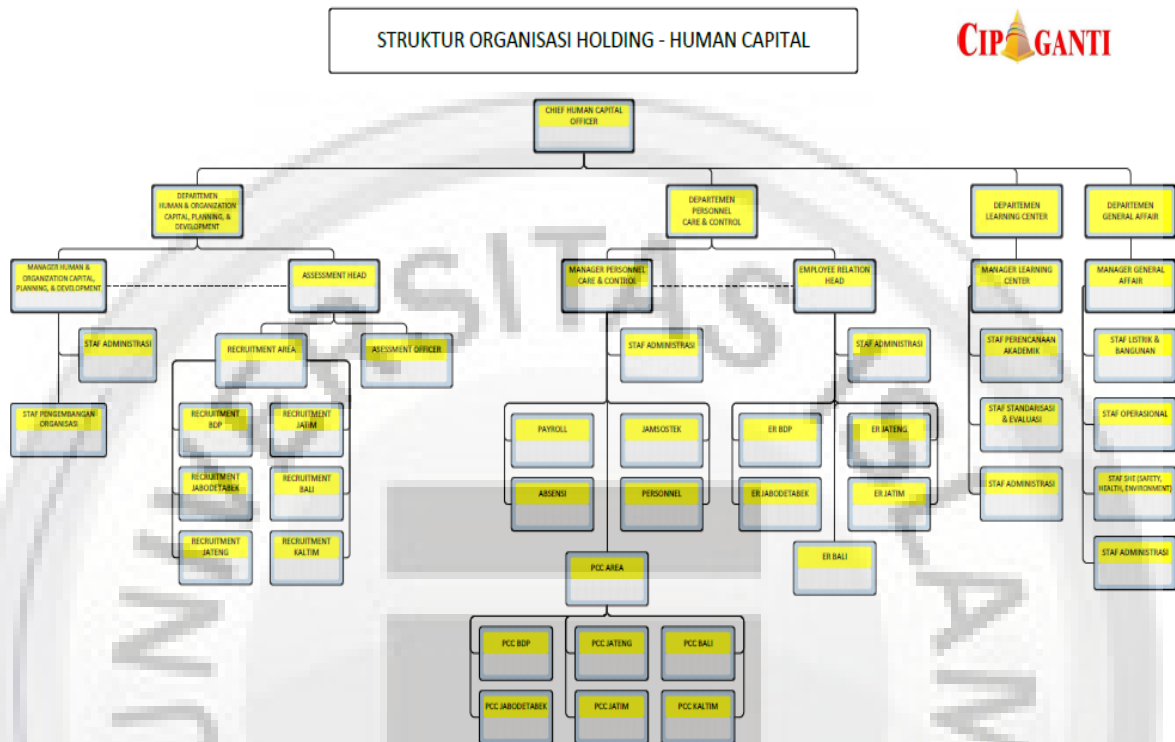 STRUKTUR ORGANISASI HOLDING - HUMAN CAPITAL
CIPAGANTI
CHIEF HUMAN CAPITAL
OFFICER
DEPARTEMEN
HUMAN & ORGANIZATION
CAPITAL, PLANNING, &
DEVELOPMENT
DEPARTEMEN
PERSONNEL
CARE & CONTROL
DEPARTEMEN
LEARNING CENTER
DEPARTEMEN
GENERAL AFFAIR
MANAGER HUMAN &
ORGANIZATION CAPITAL,
PLANNING, & DEVELOPMENT
ASSESSMENT HEAD
MANAGER PERSONNEL
CARE & CONTROL
EMPLOYEE RELATION
HEAD
MANAGER LEARNING
CENTER
MANAGER GENERAL
AFFAIR
STAF ADMINISTRASI
RECRUITMENT AREA
ASESSMENT OFFICER
STAF ADMINISTRASI
STAF ADMINISTRASI
STAF PERENCANAAN
AKADEMIK
STAF LISTRIK &
BANGUNAN
STAF PENGEMBANGAN
ORGANISASI
RECRUITMENT
BDP
RECRUITMENT
JATIM
PAYROLL
JAMSOSTEK
ER BDP
ER JATENG
STAF STANDARISASI
& EVALUASI
STAF OPERASIONAL
RECRUITMENT
JABODETABEK
RECRUITMENT
BALI
ABSENSI
PERSONNEL
ER JABODETABEK
ER JATIM
STAF ADMINISTRASI
STAF SHE (SAFETY,
HEALTH, ENVIRONMENT)
RECRUITMENT
JATENG
RECRUITMENT
KALTIM
ER BALI
STAF ADMINISTRASI
PCC AREA
PCC BDP
PCC JATENG
PCC BALI
PCC JABODETABEK
PCC JATIM
PCC KALTIM